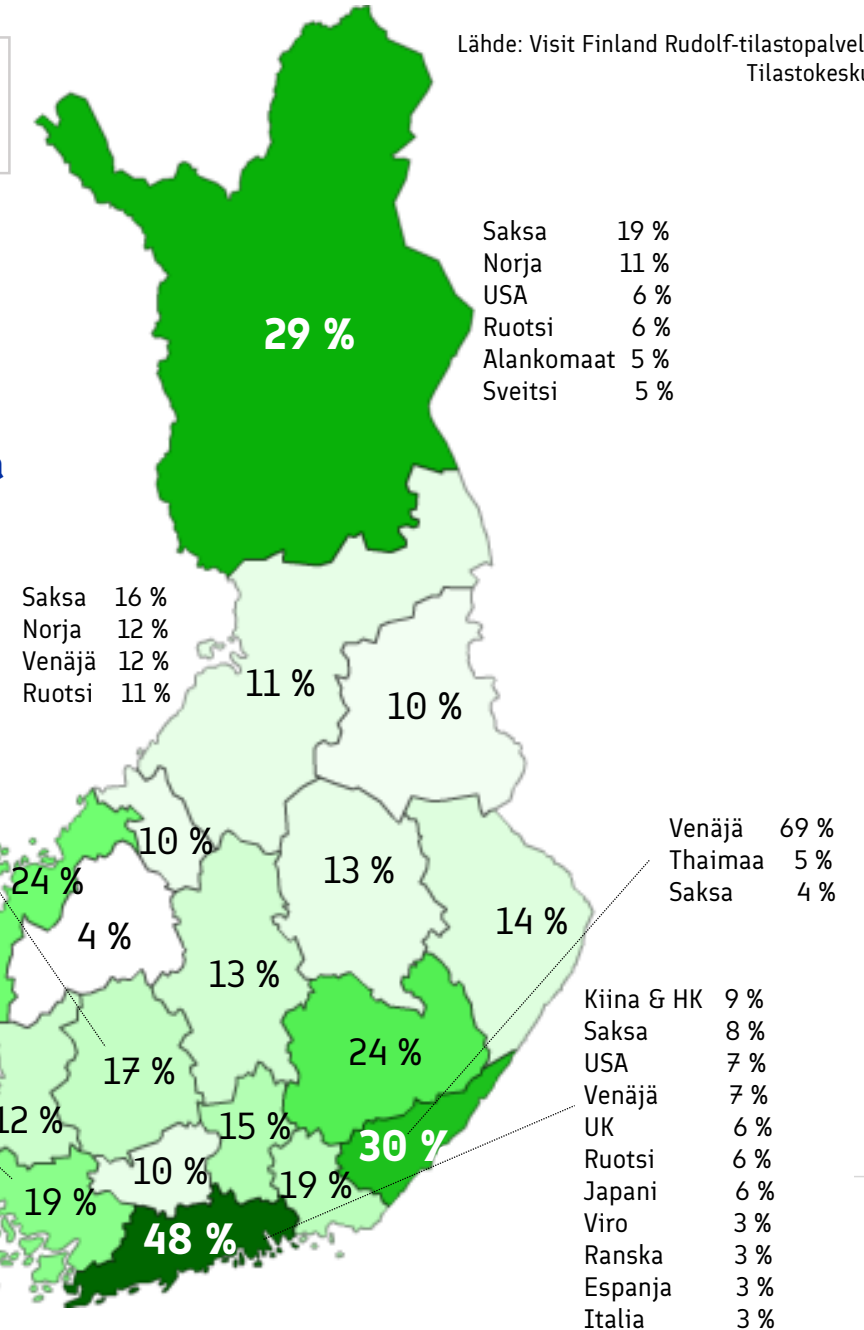 Lähde: Visit Finland Rudolf-tilastopalvel
Tilastokesku
Saksa 19 %
Norja 11 %
USA 6 %
Ruotsi 6 %
Alankomaat 5 %
Sveitsi 5 %
29 %
Saksa 16 %
Norja 12 %
Venäjä 12 %
Ruotsi 11 %
11 %
10 %
10 %
13 %
24 %
4 %
14 %
13 %
Venäjä 69 %
Thaimaa 5 %
Saksa 4 %
24 %
17 %
12 %
15 %
30 %
10 %
19 %
19 %
48 %
Kiina & HK 9 %
Saksa 8 %
USA 7 %
Venäjä 7 %
UK 6 %
Ruotsi 6 %
Japani 6 %
Viro 3 %
Ranska 3 %
Espanja 3 %
Italia 3 %